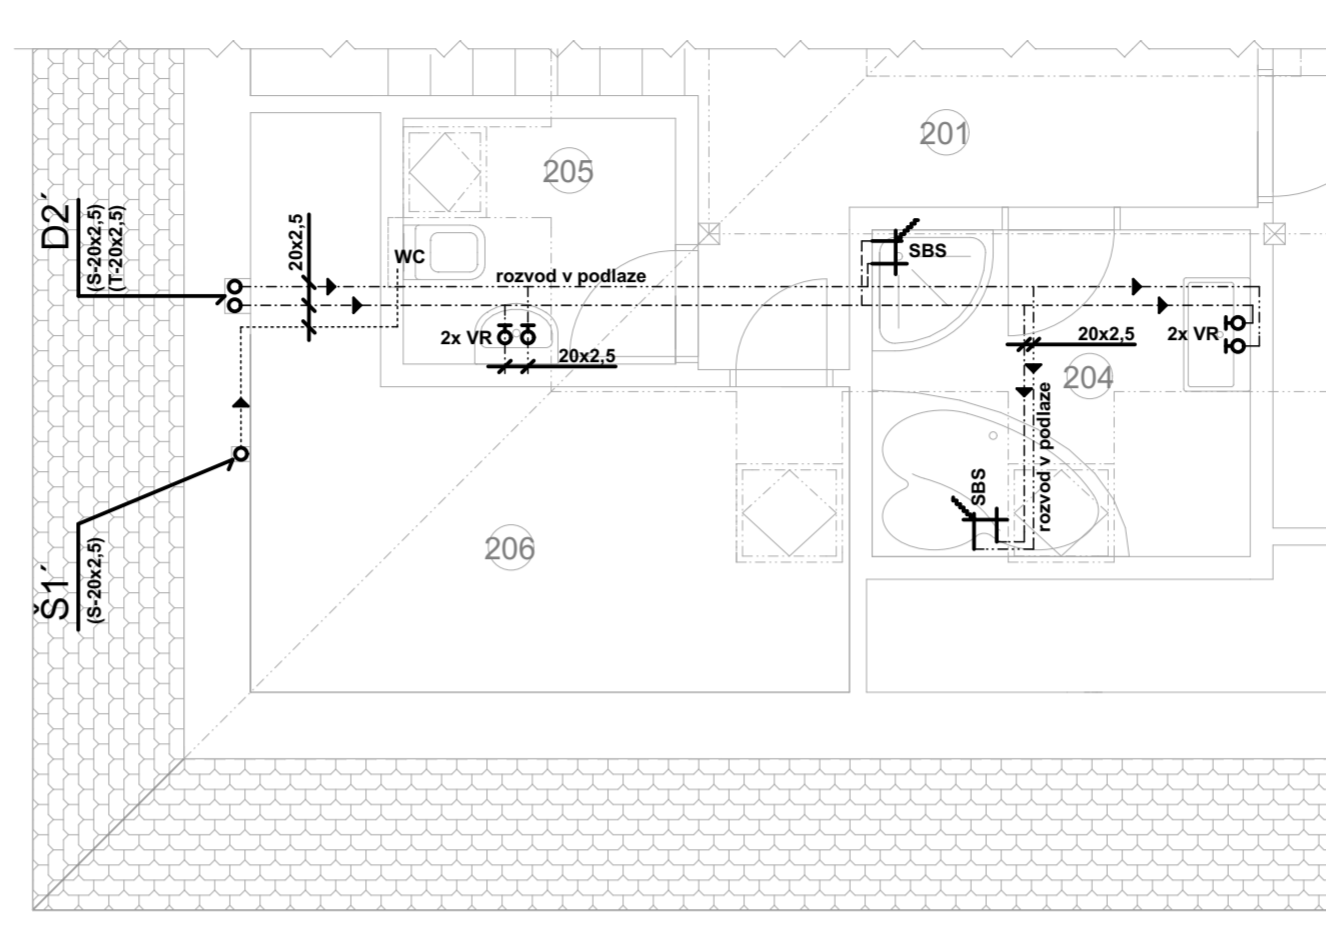 201
205
D2´
(S-20x2,5)
(T-20x2,5)
20x2,5
WC
rozvod v podlaze
SBS
2x VR
20x2,5
20x2,5
2x VR
204
rozvod v podlaze
SBS
206
Š1´
(S-20x2,5)